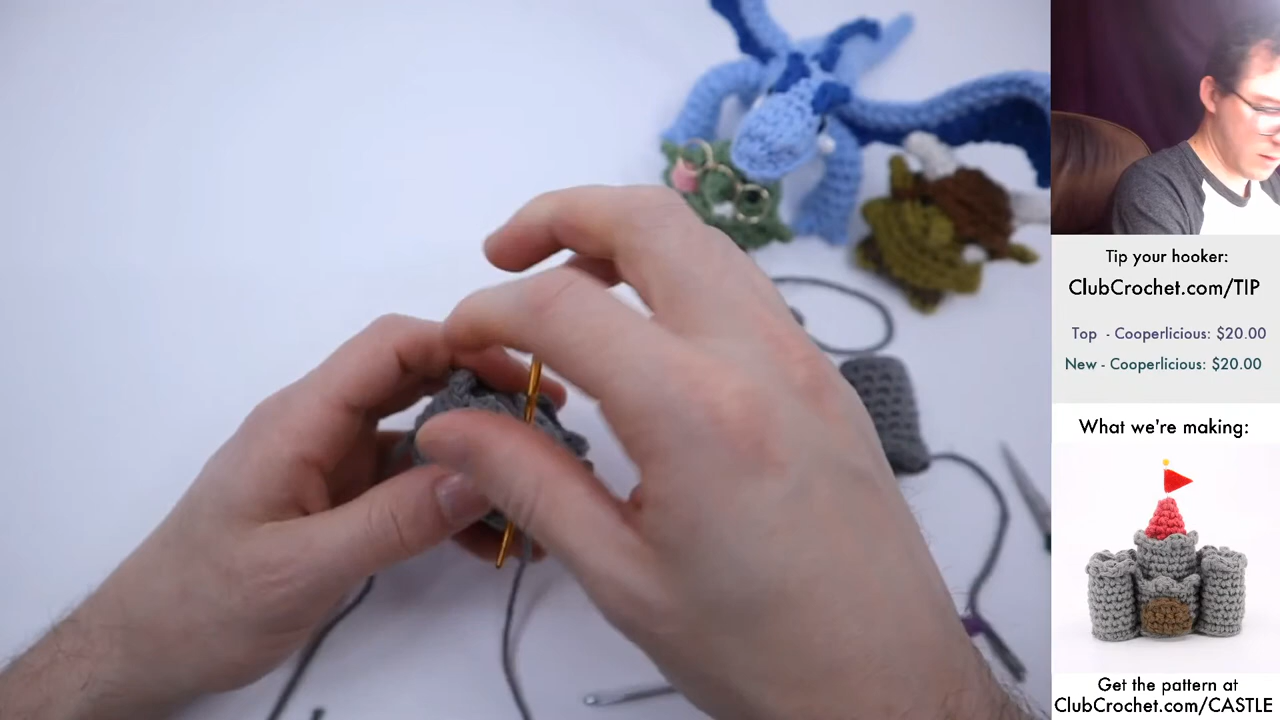 Tip your hooker:
ClubCrochet.com/TIP
Top - Cooperlicious: $20.00
New - Cooperlicious: $20.00
What we're making:
Get the pattern at
ClubCrochet.com/CASTLE